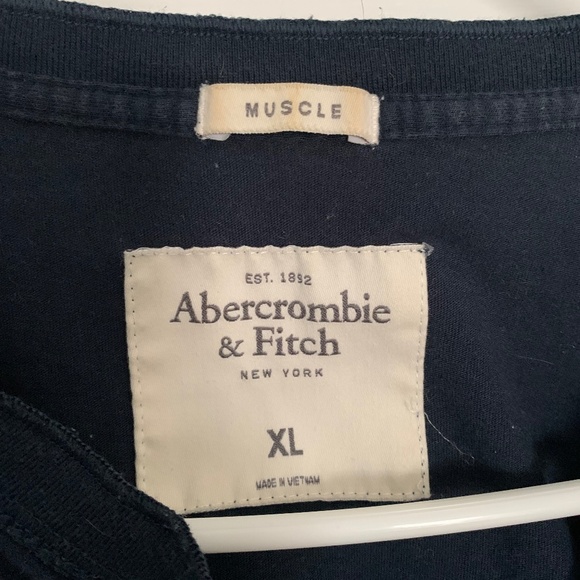 MUSCLE
EST. 1892
Abercrombie
& Fitch
NEW YORK
XL
MADE IN VIETNAM